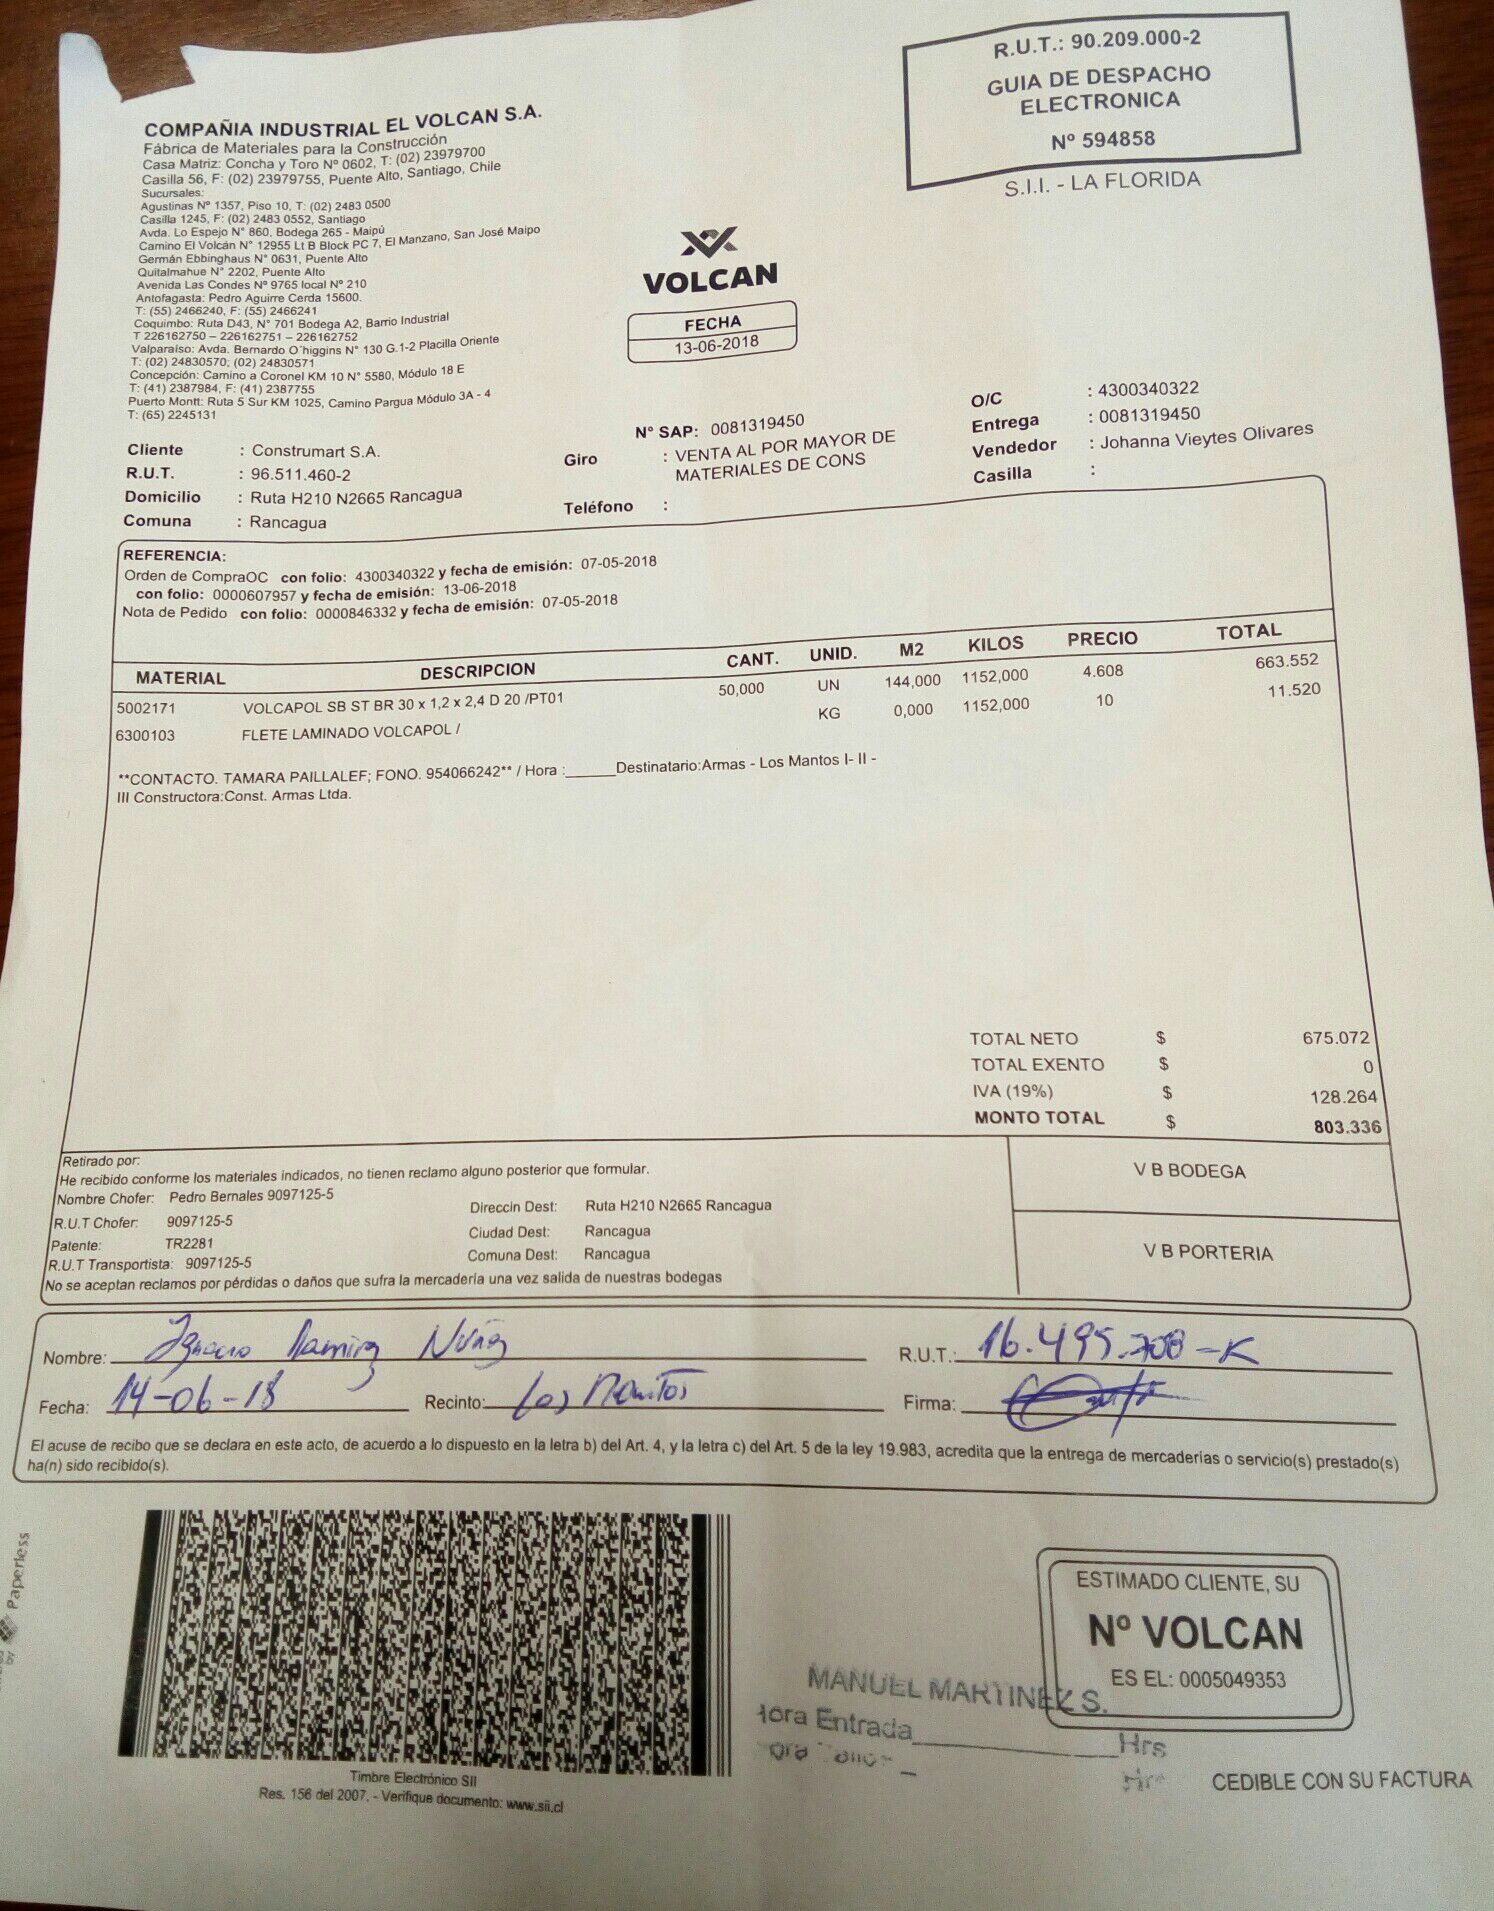 R.U.T.: 90.209.000-2
GUIA DE DESPACHO
ELECTRONICA
Nº 594858
S.I.I. - LA FLORIDA
COMPAÑIA INDUSTRIAL EL VOLCAN S.A.
Fábrica de Materiales para la Construcción
Casa Matriz: Concha y Toro Nº 0602, T: (02) 23979700
Casilla 56, F: (02) 23979755, Puente Alto, Santiago, Chile
Sucursales:
Agustinas Nº 1357, Piso 10, T: (02) 2483 0500
Casilla 1245, F: (02) 2483 0552, Santiago
Avda. Lo Espejo N° 860, Bodega 265 - Maipú
Camino El Volcán N° 12955 Lt B Block PC 7, El Manzano, San José Maipo
Germán Ebbinghaus N° 0631, Puente Alto
Quitalmahue N° 2202, Puente Alto
Avenida Las Condes Nº 9765 local Nº 210
Antofagasta: Pedro Aguirre Cerda 15600.
T: (55) 2466240, F: (55) 2466241
Coquimbo: Ruta D43, N° 701 Bodega A2, Barrio Industrial
T 226162750 – 226162751 – 226162752
Valparaíso: Avda. Bernardo O´higgins N° 130 G.1-2 Placilla Oriente
T: (02) 24830570; (02) 24830571
Concepción: Camino a Coronel KM 10 N° 5580, Módulo 18 E
T: (41) 2387984, F: (41) 2387755
Puerto Montt: Ruta 5 Sur KM 1025, Camino Pargua Módulo 3A - 4
T: (65) 2245131
VOLCAN
FECHA
13-06-2018
Nº SAP: 0081319450
O/C : 4300340322
Entrega : 0081319450
Vendedor : Johanna Vieytes Olivares
Casilla :
Cliente : Construmart S.A.
R.U.T. : 96.511.460-2
Domicilio : Ruta H210 N2665 Rancagua
Comuna : Rancagua
Giro : VENTA AL POR MAYOR DE
MATERIALES DE CONS
Teléfono :
REFERENCIA:
Orden de CompraOC con folio: 4300340322 y fecha de emisión: 07-05-2018
con folio: 0000607957 y fecha de emisión: 13-06-2018
Nota de Pedido con folio: 0000846332 y fecha de emisión: 07-05-2018
MATERIAL DESCRIPCION CANT. UNID. M2 KILOS PRECIO TOTAL
5002171 VOLCAPOL SB ST BR 30 x 1,2 x 2,4 D 20 /PT01 50,000 UN 144,000 1152,000 4.608 663.552
6300103 FLETE LAMINADO VOLCAPOL / KG 0,000 1152,000 10 11.520
**CONTACTO. TAMARA PAILLALEF; FONO. 954066242** / Hora :______Destinatario:Armas - Los Mantos I- II -
III Constructora:Const. Armas Ltda.
TOTAL NETO $ 675.072
TOTAL EXENTO $ 0
IVA (19%) $ 128.264
MONTO TOTAL $ 803.336
Retirado por:
He recibido conforme los materiales indicados, no tienen reclamo alguno posterior que formular.
Nombre Chofer: Pedro Bernales 9097125-5
R.U.T Chofer: 9097125-5
Patente: TR2281
R.U.T Transportista: 9097125-5
Direccin Dest: Ruta H210 N2665 Rancagua
Ciudad Dest: Rancagua
Comuna Dest: Rancagua
No se aceptan reclamos por pérdidas o daños que sufra la mercadería una vez salida de nuestras bodegas
V B BODEGA
V B PORTERIA
Nombre: Ignacio Ramirez Nuñez R.U.T.: 16.495.708-K
Fecha: 14-06-18 Recinto: Los Mantos Firma:
El acuse de recibo que se declara en este acto, de acuerdo a lo dispuesto en la letra b) del Art. 4, y la letra c) del Art. 5 de la ley 19.983, acredita que la entrega de mercaderías o servicio(s) prestado(s)
ha(n) sido recibido(s).
Paperless
Timbre Electrónico SII
Res. 156 del 2007. - Verifique documento: www.sii.cl
ESTIMADO CLIENTE, SU
Nº VOLCAN
ES EL: 0005049353
MANUEL MARTINEZ S.
Hora Entrada Hrs
Hrs
CEDIBLE CON SU FACTURA